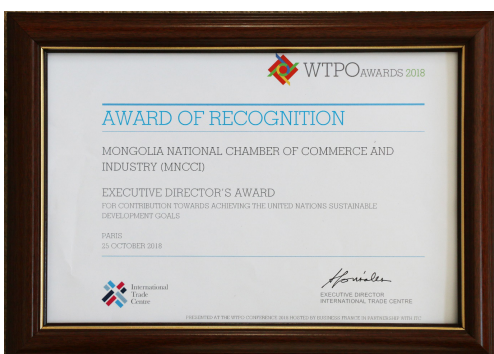 WTPO AWARDS 2018
AWARD OF RECOGNITION
MONGOLIA NATIONAL CHAMBER OF COMMERCE AND
INDUSTRY (MNCCI)
EXECUTIVE DIRECTOR'S AWARD
FOR CONTRIBUTION TOWARDS ACHIEVING THE UNITED NATIONS SUSTAINABLE
DEVELOPMENT GOALS
PARIS
25 OCTOBER 2018
International
Trade
Centre
EXECUTIVE DIRECTOR
INTERNATIONAL TRADE CENTRE
PRESENTED AT THE WTPO CONFERENCE 2018 HOSTED BY BUSINESS FRANCE IN PARTNERSHIP WITH ITC